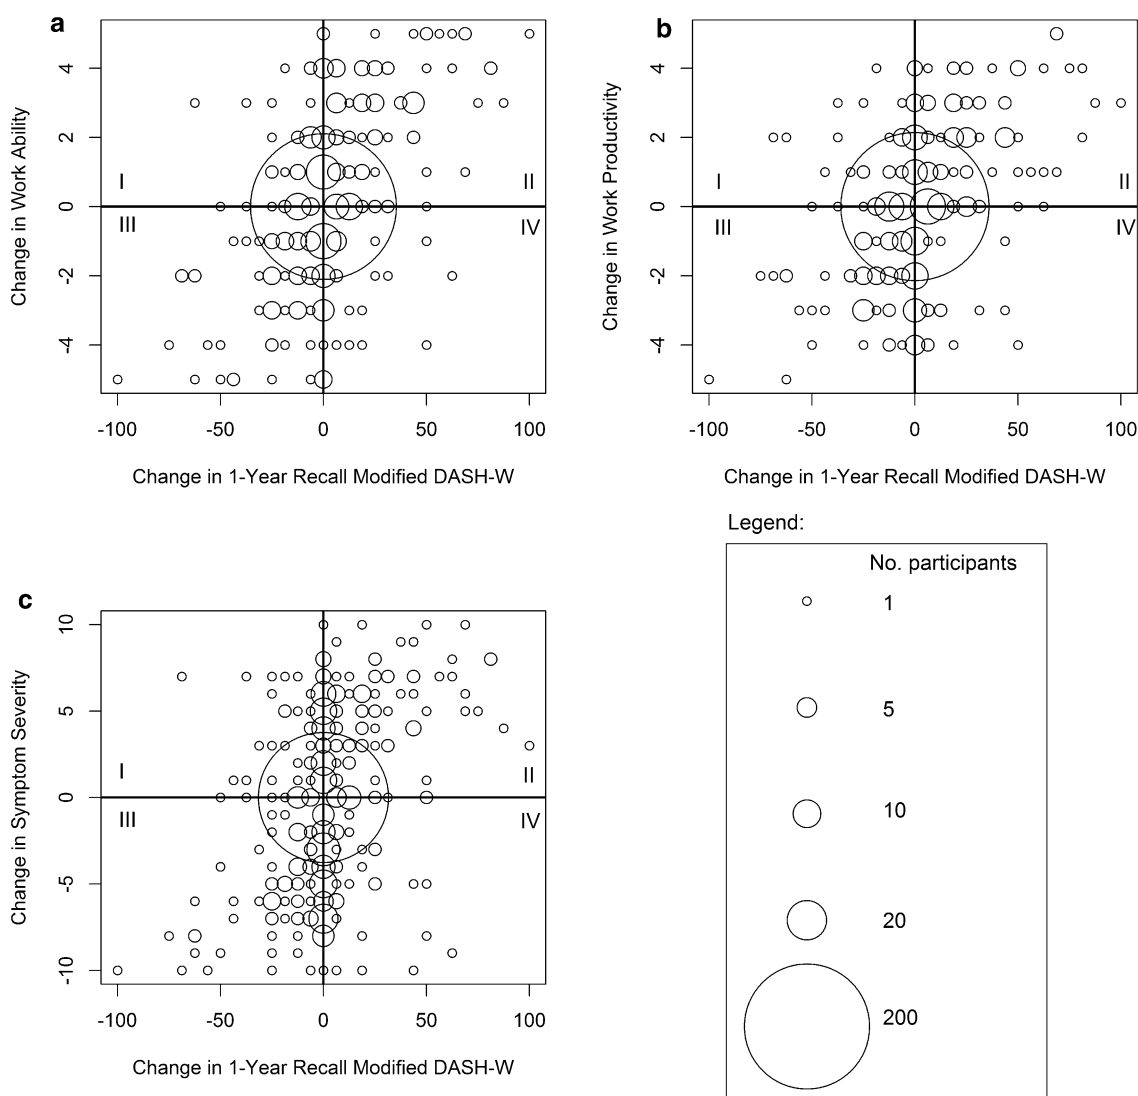 a
Change in Work Ability
4
2
0
-2
-4
I
II
III
IV
-100 -50 0 50 100
Change in 1-Year Recall Modified DASH-W
b
Change in Work Productivity
4
2
0
-2
-4
I
II
III
IV
-100 -50 0 50 100
Change in 1-Year Recall Modified DASH-W
c
Change in Symptom Severity
10
5
0
-5
-10
I
II
III
IV
-100 -50 0 50 100
Change in 1-Year Recall Modified DASH-W
Legend:
No. participants
1
5
10
20
200